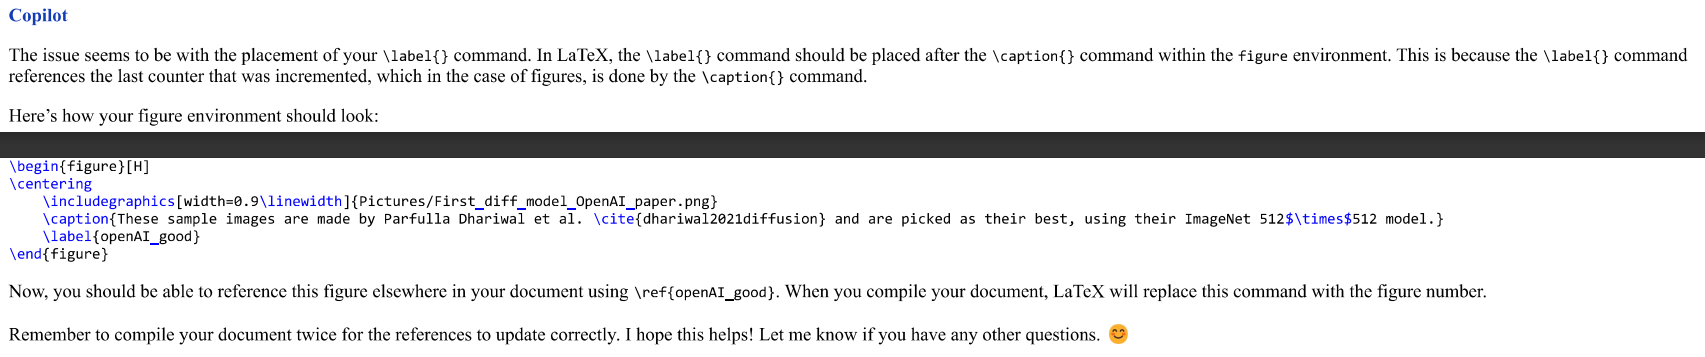 Copilot
The issue seems to be with the placement of your \label{} command. In LaTeX, the \label{} command should be placed after the \caption{} command within the figure environment. This is because the \label{} command
references the last counter that was incremented, which in the case of figures, is done by the \caption{} command.
Here’s how your figure environment should look:
\begin{figure}[H]
\centering
    \includegraphics[width=0.9\linewidth]{Pictures/First_diff_model_OpenAI_paper.png}
    \caption{These sample images are made by Parfulla Dhariwal et al. \cite{dhariwal2021diffusion} and are picked as their best, using their ImageNet 512$\times$512 model.}
    \label{openAI_good}
\end{figure}
Now, you should be able to reference this figure elsewhere in your document using \ref{openAI_good}. When you compile your document, LaTeX will replace this command with the figure number.
Remember to compile your document twice for the references to update correctly. I hope this helps! Let me know if you have any other questions. 😊